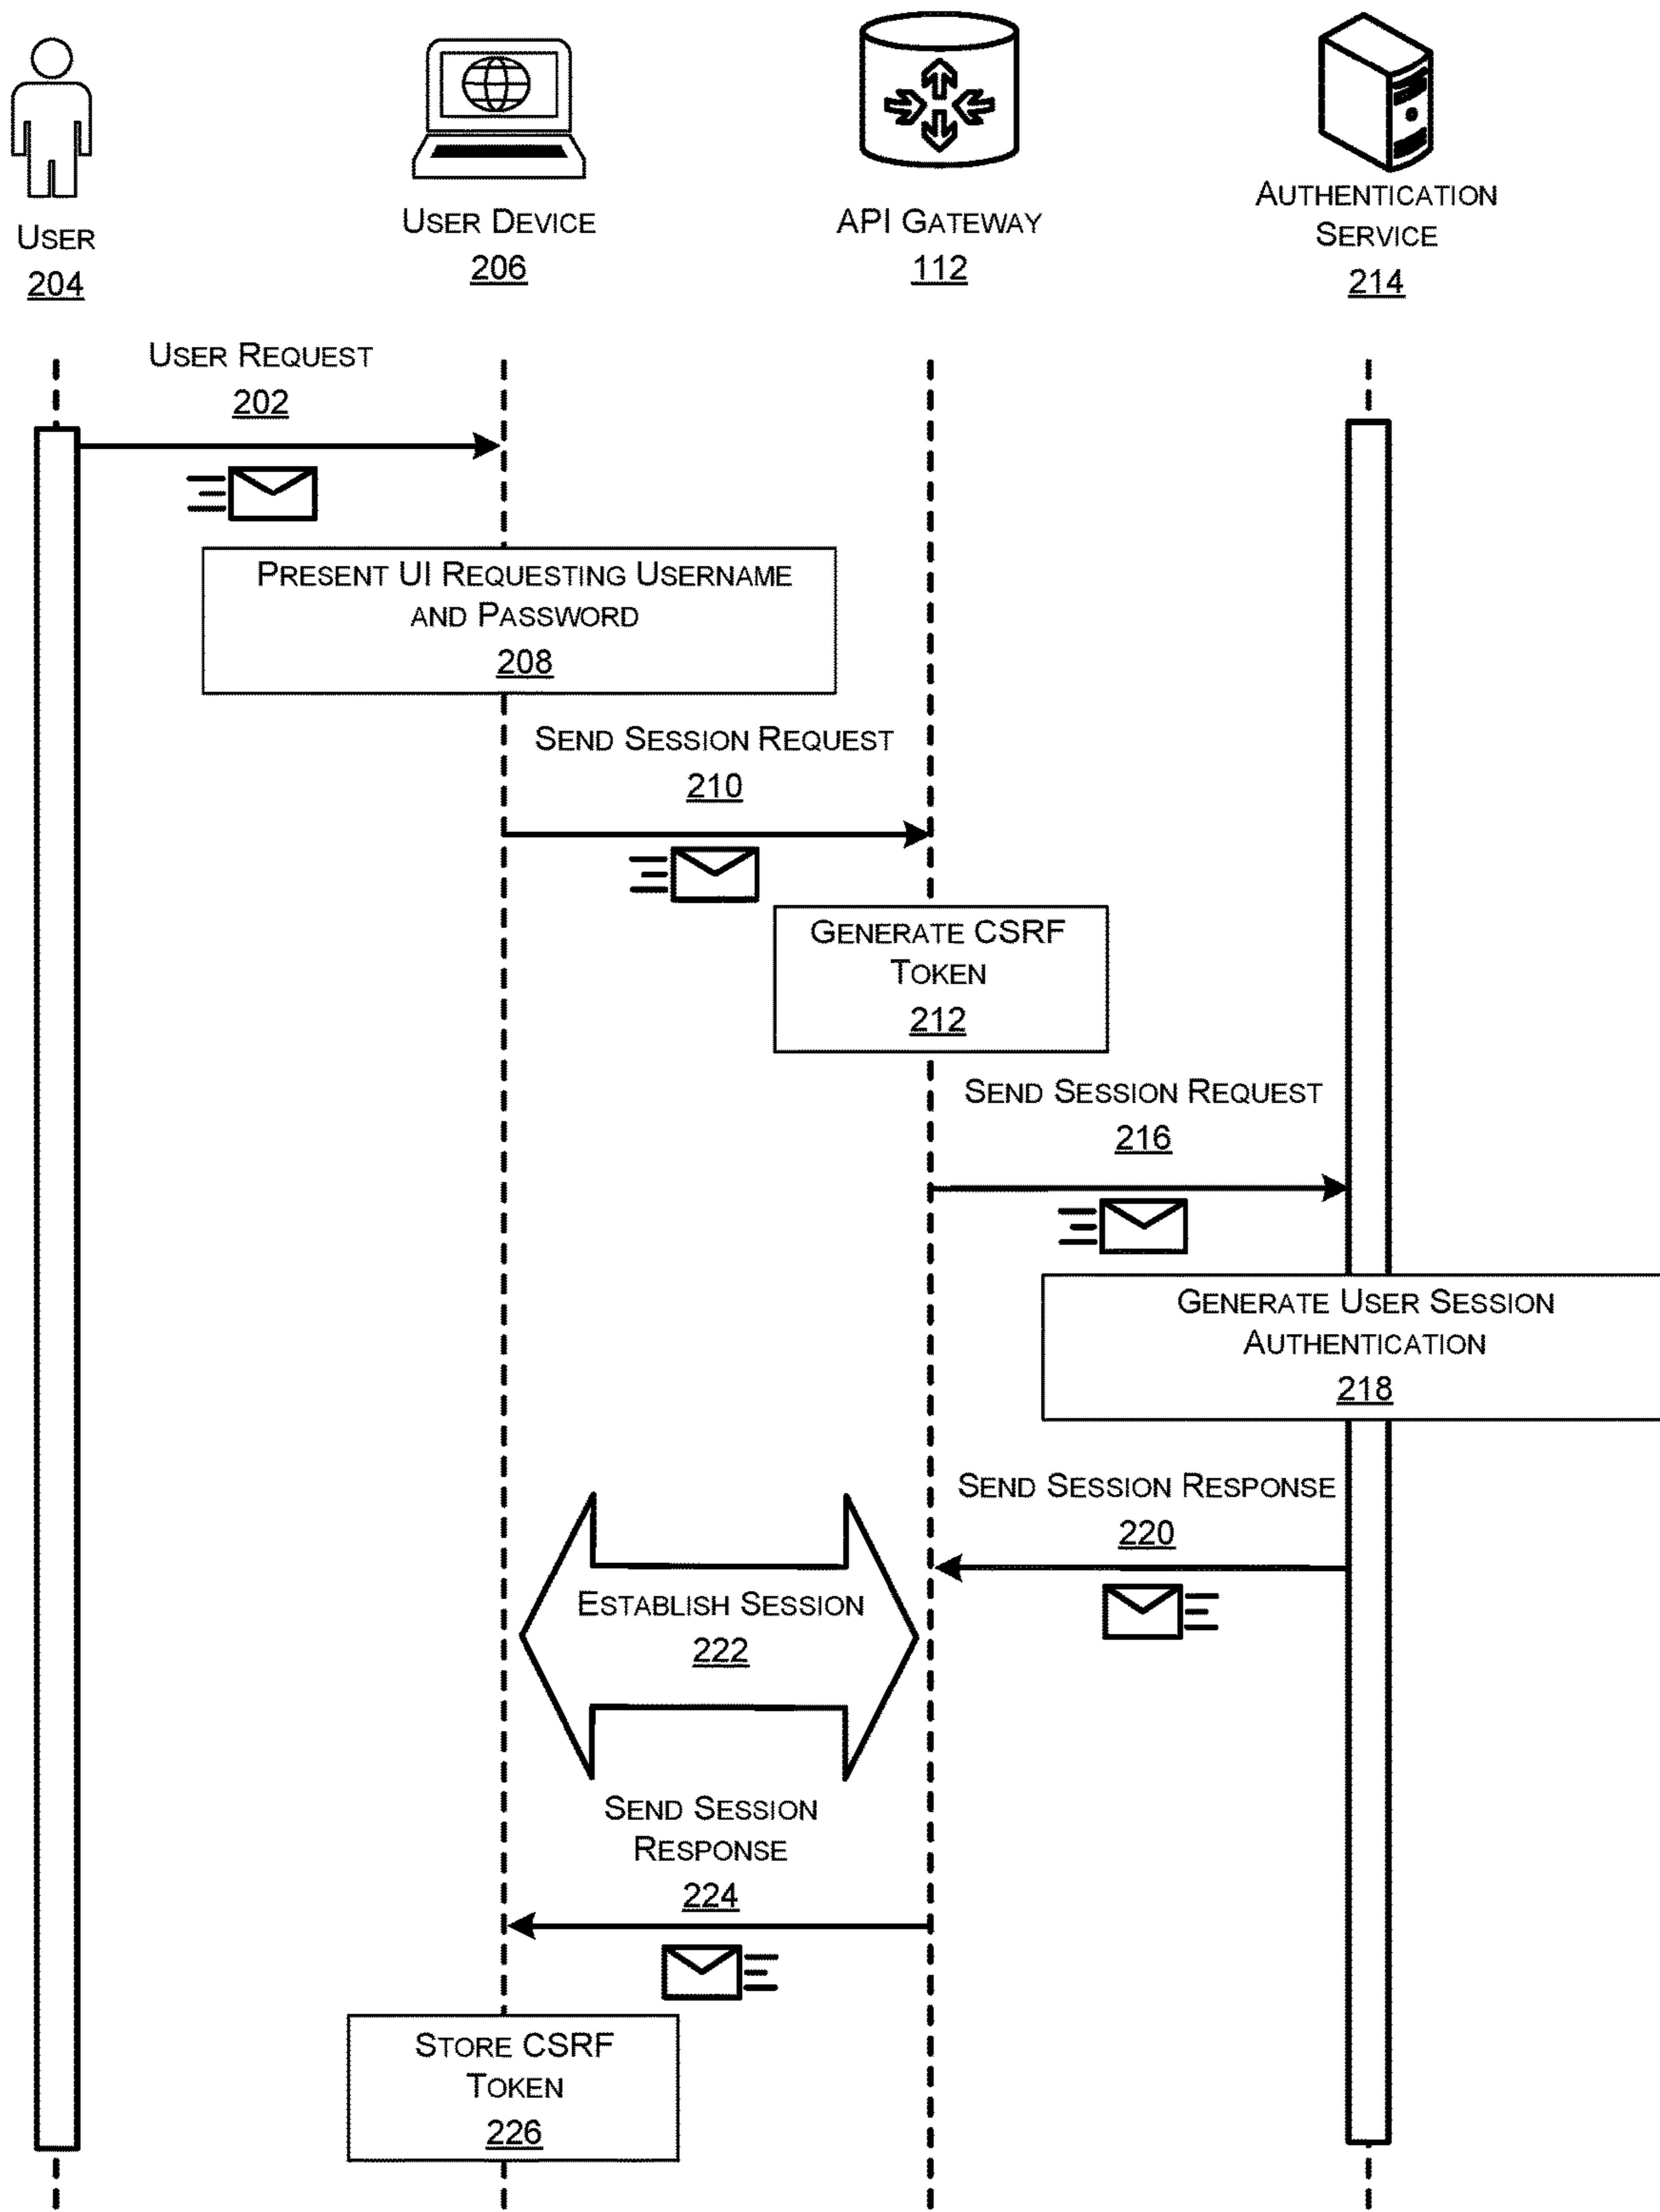 USER
204
USER DEVICE
206
API GATEWAY
112
AUTHENTICATION
SERVICE
214
USER REQUEST
202
PRESENT UI REQUESTING USERNAME
AND PASSWORD
208
SEND SESSION REQUEST
210
GENERATE CSRF
TOKEN
212
SEND SESSION REQUEST
216
GENERATE USER SESSION
AUTHENTICATION
218
SEND SESSION RESPONSE
220
ESTABLISH SESSION
222
SEND SESSION
RESPONSE
224
STORE CSRF
TOKEN
226